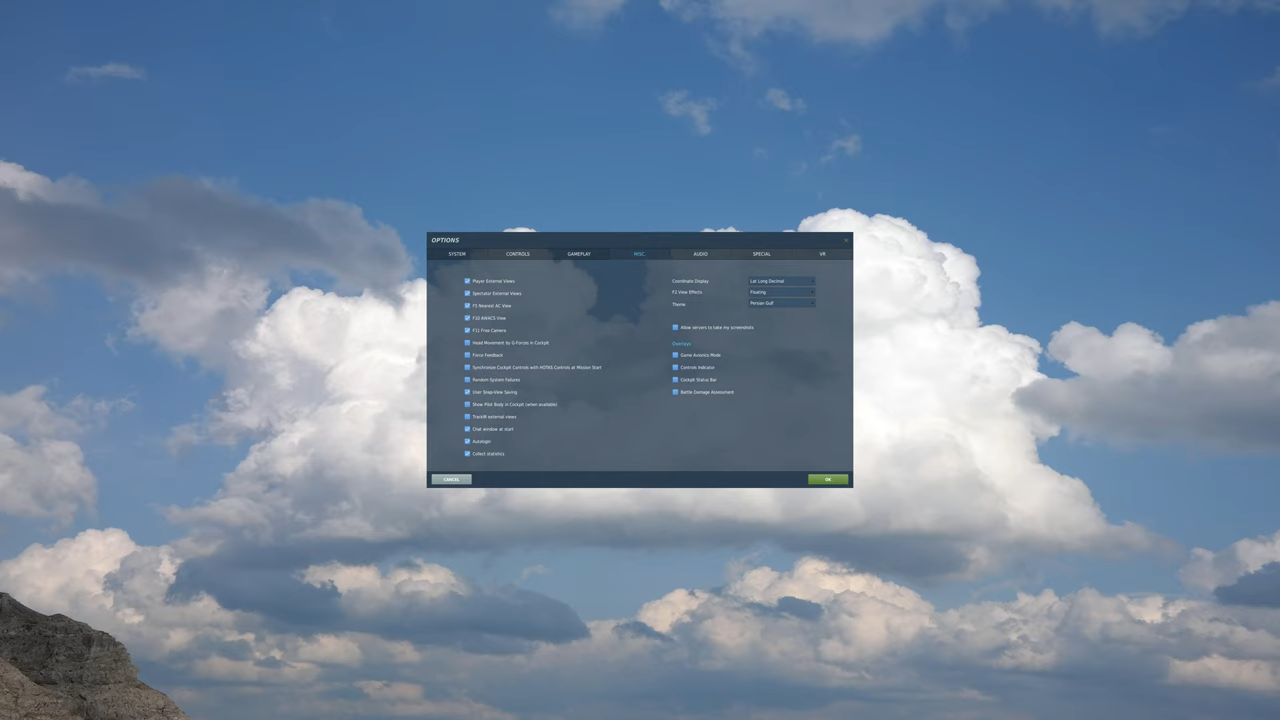 OPTIONS
SYSTEM CONTROLS GAMEPLAY MISC. AUDIO SPECIAL VR
Player External Views
Spectator External Views
F5 Nearest AC View
F10 AWACS View
F11 Free Camera
Head Movement by G-Forces in Cockpit
Force Feedback
Synchronize Cockpit Controls with HOTAS Controls at Mission Start
Random System Failures
User Snap-View Saving
Show Pilot Body in Cockpit (when available)
TrackIR external views
Chat window at start
Autologin
Collect statistics
Coordinate Display Lat Long Decimal
F2 View Effects Floating
Theme Persian Gulf
Allow servers to take my screenshots
Overlays
Game Avionics Mode
Controls Indicator
Cockpit Status Bar
Battle Damage Assessment
CANCEL OK